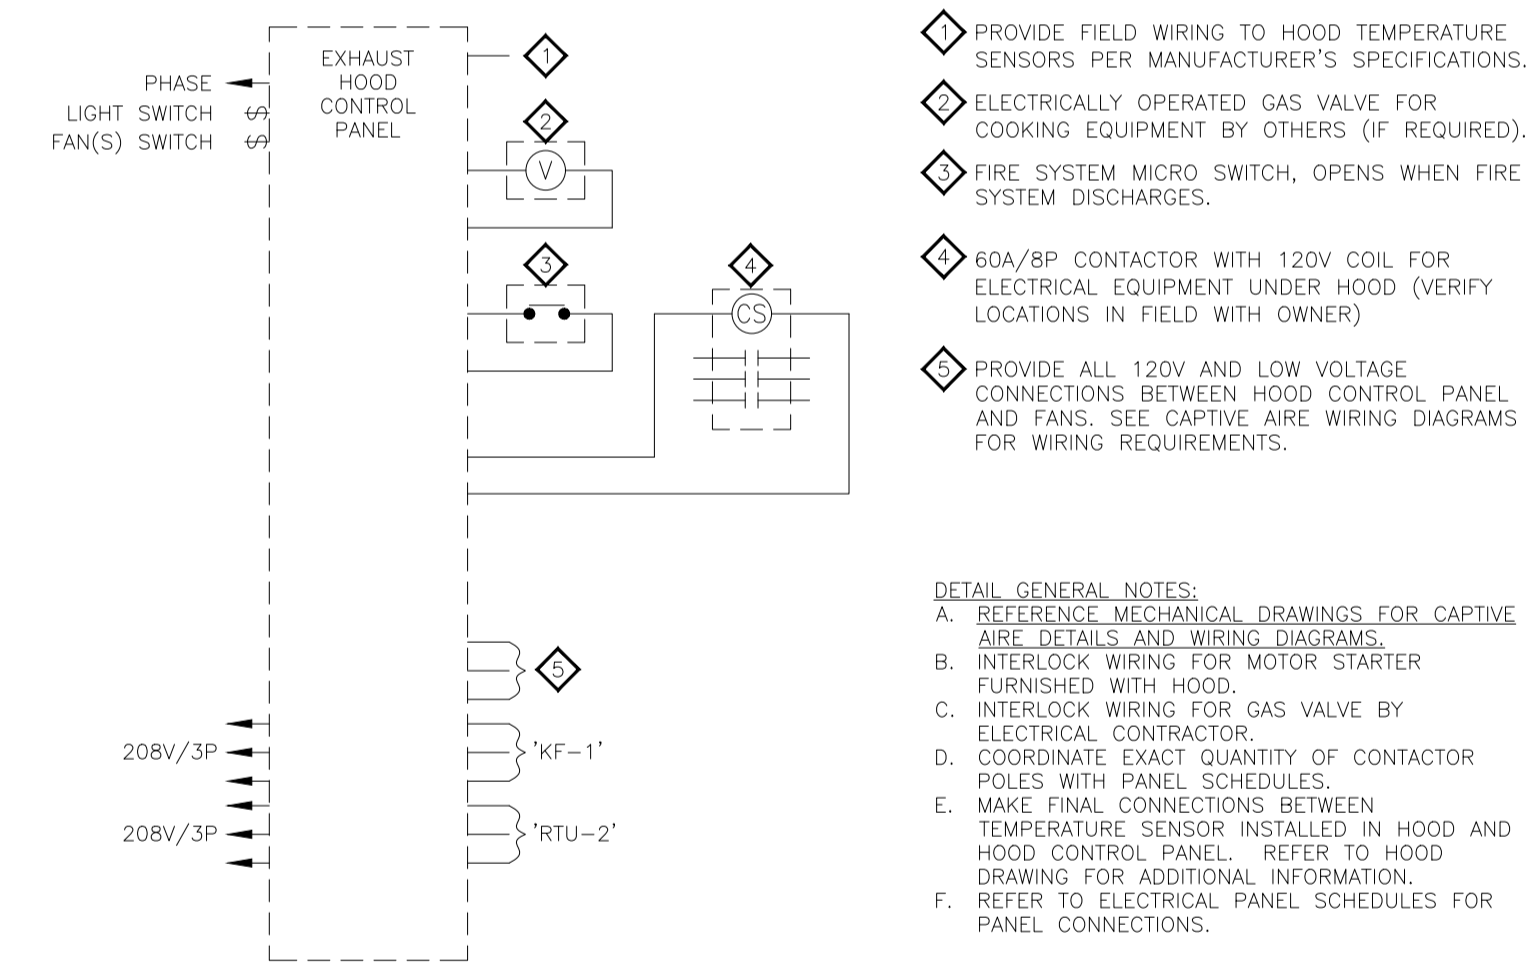 EXHAUST
HOOD
CONTROL
PANEL
PHASE
LIGHT SWITCH $
FAN(S) SWITCH $
1
2
V
3
4
CS
5
208V/3P
'KF-1'
208V/3P
'RTU-2'
1 PROVIDE FIELD WIRING TO HOOD TEMPERATURE
SENSORS PER MANUFACTURER'S SPECIFICATIONS.
2 ELECTRICALLY OPERATED GAS VALVE FOR
COOKING EQUIPMENT BY OTHERS (IF REQUIRED).
3 FIRE SYSTEM MICRO SWITCH, OPENS WHEN FIRE
SYSTEM DISCHARGES.
4 60A/8P CONTACTOR WITH 120V COIL FOR
ELECTRICAL EQUIPMENT UNDER HOOD (VERIFY
LOCATIONS IN FIELD WITH OWNER)
5 PROVIDE ALL 120V AND LOW VOLTAGE
CONNECTIONS BETWEEN HOOD CONTROL PANEL
AND FANS. SEE CAPTIVE AIRE WIRING DIAGRAMS
FOR WIRING REQUIREMENTS.
DETAIL GENERAL NOTES:
A. REFERENCE MECHANICAL DRAWINGS FOR CAPTIVE
AIRE DETAILS AND WIRING DIAGRAMS.
B. INTERLOCK WIRING FOR MOTOR STARTER
FURNISHED WITH HOOD.
C. INTERLOCK WIRING FOR GAS VALVE BY
ELECTRICAL CONTRACTOR.
D. COORDINATE EXACT QUANTITY OF CONTACTOR
POLES WITH PANEL SCHEDULES.
E. MAKE FINAL CONNECTIONS BETWEEN
TEMPERATURE SENSOR INSTALLED IN HOOD AND
HOOD CONTROL PANEL. REFER TO HOOD
DRAWING FOR ADDITIONAL INFORMATION.
F. REFER TO ELECTRICAL PANEL SCHEDULES FOR
PANEL CONNECTIONS.